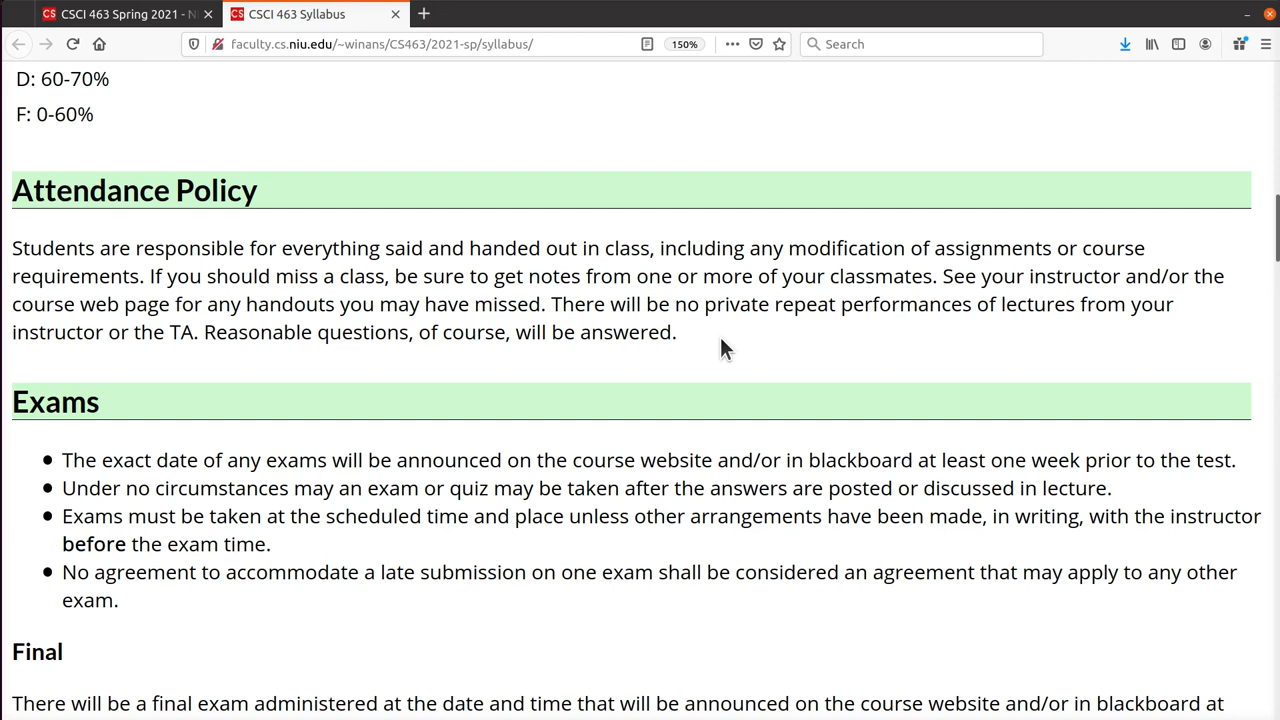 CSCI 463 Spring 2021 - N
CSCI 463 Syllabus
faculty.cs.niu.edu/~winans/CS463/2021-sp/syllabus/
150%
Search
D: 60-70%
F: 0-60%
Attendance Policy
Students are responsible for everything said and handed out in class, including any modification of assignments or course
requirements. If you should miss a class, be sure to get notes from one or more of your classmates. See your instructor and/or the
course web page for any handouts you may have missed. There will be no private repeat performances of lectures from your
instructor or the TA. Reasonable questions, of course, will be answered.
Exams
The exact date of any exams will be announced on the course website and/or in blackboard at least one week prior to the test.
Under no circumstances may an exam or quiz may be taken after the answers are posted or discussed in lecture.
Exams must be taken at the scheduled time and place unless other arrangements have been made, in writing, with the instructor
before the exam time.
No agreement to accommodate a late submission on one exam shall be considered an agreement that may apply to any other
exam.
Final
There will be a final exam administered at the date and time that will be announced on the course website and/or in blackboard at